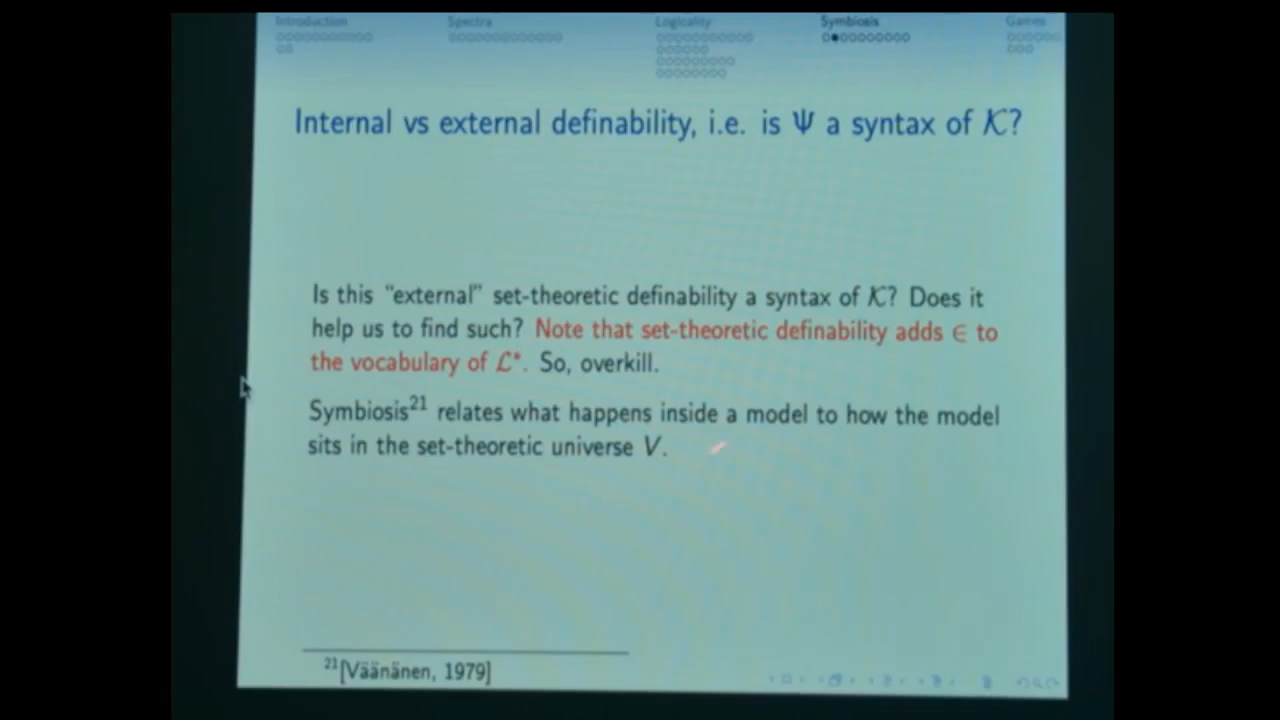 Introduction Spectra Logicality Symbiosis Games
Internal vs external definability, i.e. is Ψ a syntax of 𝒦?
Is this "external" set-theoretic definability a syntax of 𝒦? Does it
help us to find such? Note that set-theoretic definability adds ∈ to
the vocabulary of ℒ*. So, overkill.
Symbiosis²¹ relates what happens inside a model to how the model
sits in the set-theoretic universe V.
²¹[Väänänen, 1979]